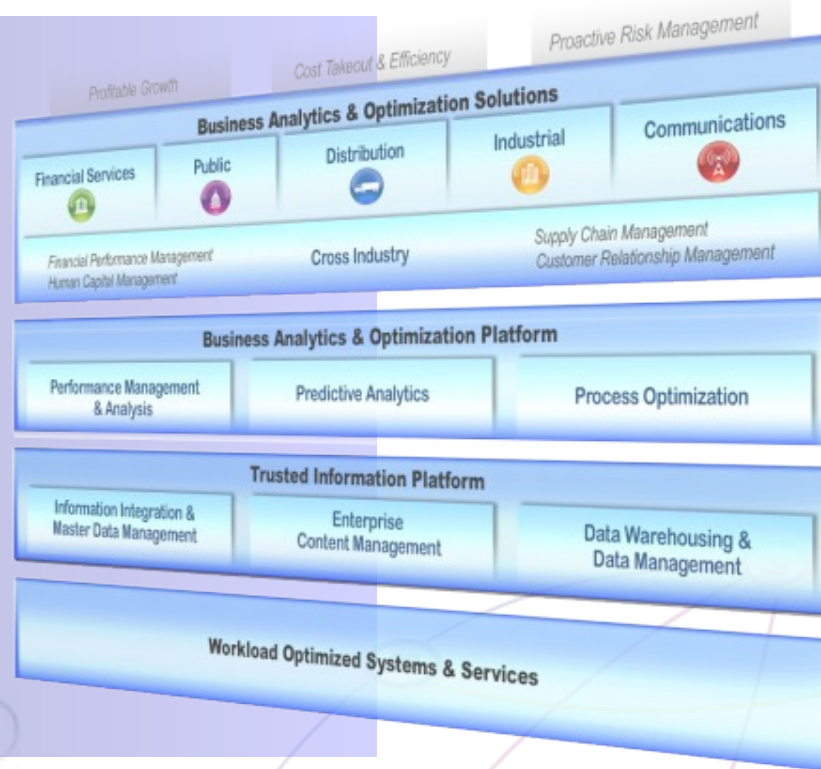 Profitable Growth
Cost Takeout & Efficiency
Proactive Risk Management
Business Analytics & Optimization Solutions
Financial Services
Public
Distribution
Industrial
Communications
Financial Performance Management
Human Capital Management
Cross Industry
Supply Chain Management
Customer Relationship Management
Business Analytics & Optimization Platform
Performance Management
& Analysis
Predictive Analytics
Process Optimization
Trusted Information Platform
Information Integration &
Master Data Management
Enterprise
Content Management
Data Warehousing &
Data Management
Workload Optimized Systems & Services